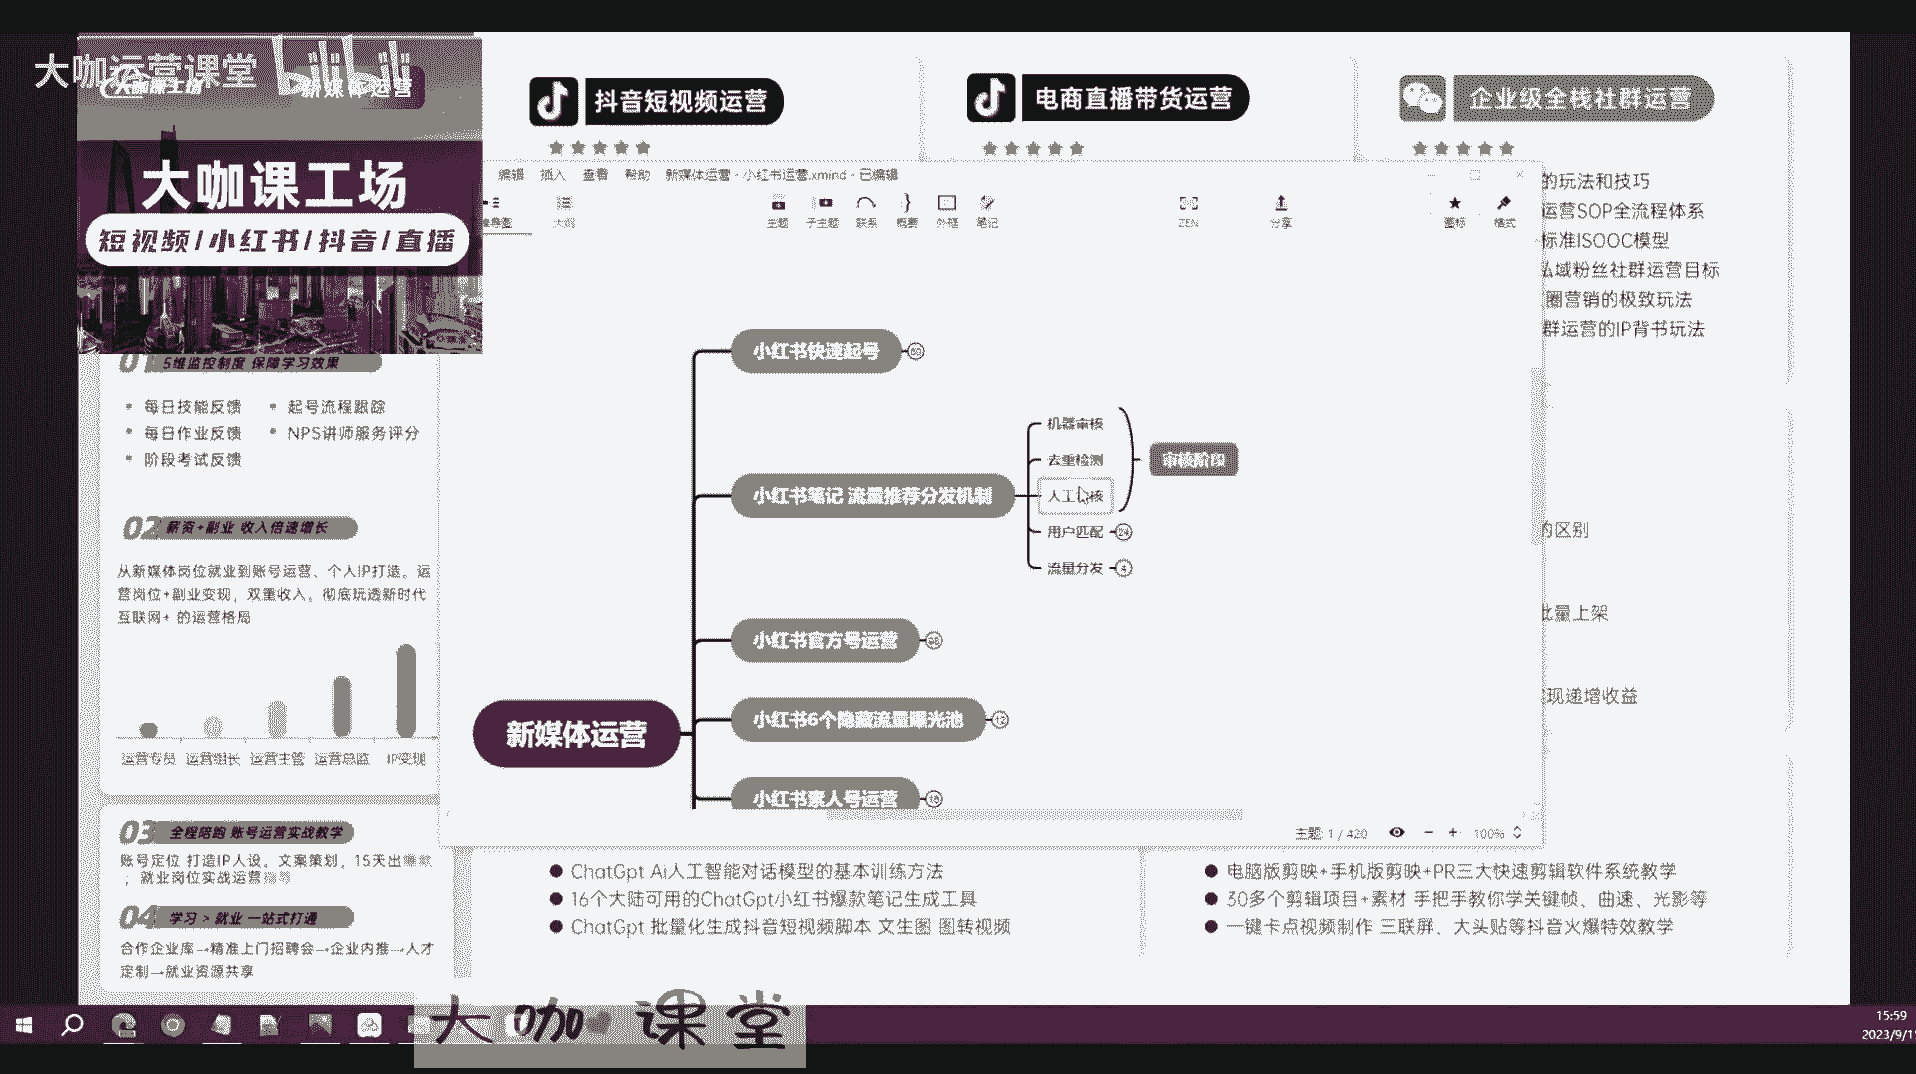 大咖运营课堂 bilibili
大咖课工场
新媒体运营
大咖课工场
短视频/小红书/抖音/直播
抖音短视频运营
电商直播带货运营
企业级全栈社群运营
的玩法和技巧
运营SOP全流程体系
标准ISOOC模型
私域粉丝社群运营目标
圈营销的极致玩法
群运营的IP背书玩法
的区别
批量上架
现递增收益
编辑 插入 查看 帮助 新媒体运营 - 小红书运营.xmind - 已编辑
大纲 主题 子主题 联系 概要 外框 笔记 ZEN 分享 图标 格式
小红书快速起号
小红书笔记 流量推荐分发机制
机器审核
去重检测
人工审核
用户匹配 24
流量分发 4
审核阶段
小红书官方号运营
小红书6个隐藏流量曝光池 12
新媒体运营
小红书素人号运营
主题: 1 / 420
100%
01 5维监控制度 保障学习效果
每日技能反馈 起号流程跟踪
每日作业反馈 NPS讲师服务评分
阶段考试反馈
02 薪资+副业 收入倍速增长
从新媒体岗位就业到账号运营、个人IP打造。运
营岗位+副业变现，双重收入。彻底玩透新时代
互联网+ 的运营格局
运营专员 运营组长 运营主管 运营总监 IP变现
03 全程陪跑 账号运营实战教学
账号定位 打造IP人设。文案策划，15天出爆款
；就业岗位实战运营指导
04 学习 > 就业 一站式打通
合作企业库→精准上门招聘会→企业内推→人才
定制→就业资源共享
ChatGpt Ai人工智能对话模型的基本训练方法
16个大陆可用的ChatGpt小红书爆款笔记生成工具
ChatGpt 批量化生成抖音短视频脚本 文生图 图转视频
电脑版剪映+手机版剪映+PR三大快速剪辑软件系统教学
30多个剪辑项目+素材 手把手教你学关键帧、曲速、光影等
一键卡点视频制作 三联屏、大头贴等抖音火爆特效教学
大咖课堂
15:59
2023/9/1